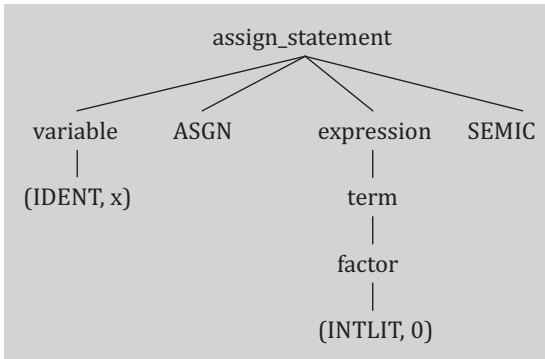 assign_statement
variable ASGN expression SEMIC
(IDENT, x) term
factor
(INTLIT, 0)